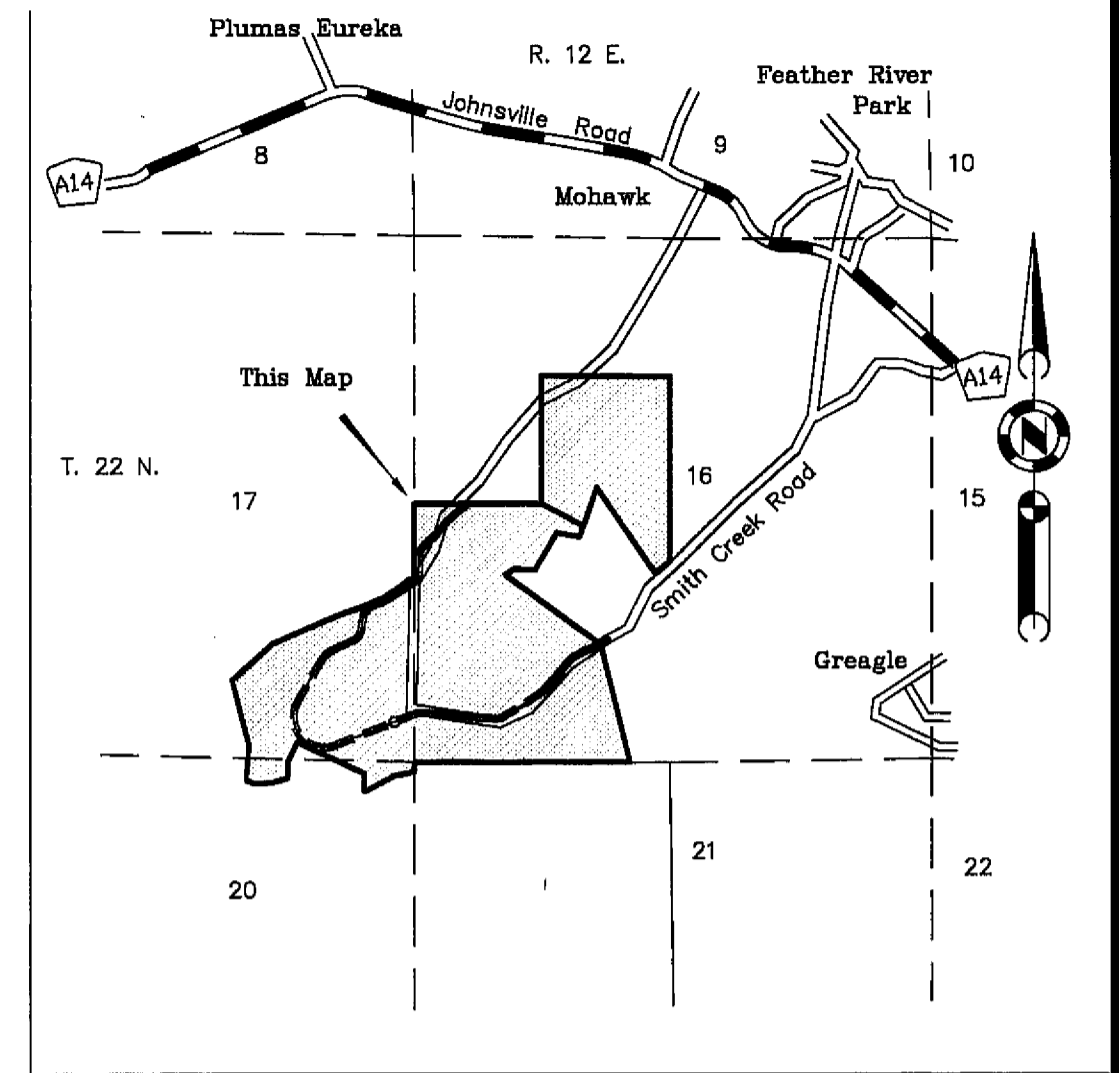 Plumas Eureka
R. 12 E.
Feather River
Park
Johnsville Road
8
9
10
A14
Mohawk
This Map
A14
T. 22 N.
17
16
15
N
Smith Creek Road
Greagle
20
21
22